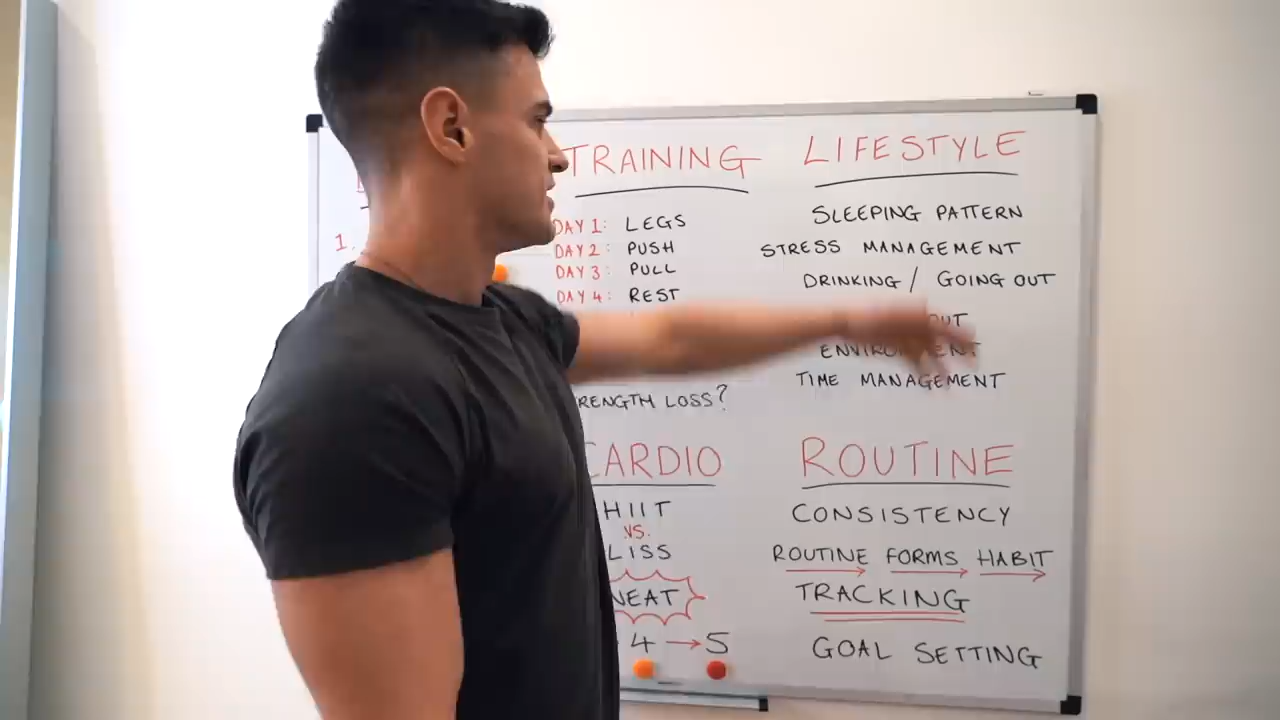 TRAINING
DAY 1: LEGS
DAY 2: PUSH
DAY 3: PULL
DAY 4: REST
LOSS?
CARDIO
HIIT
VS.
LISS
NEAT
4 → 5
LIFESTYLE
SLEEPING PATTERN
STRESS MANAGEMENT
DRINKING / GOING OUT
TIME MANAGEMENT
ROUTINE
CONSISTENCY
ROUTINE FORMS HABIT
TRACKING
GOAL SETTING
1.